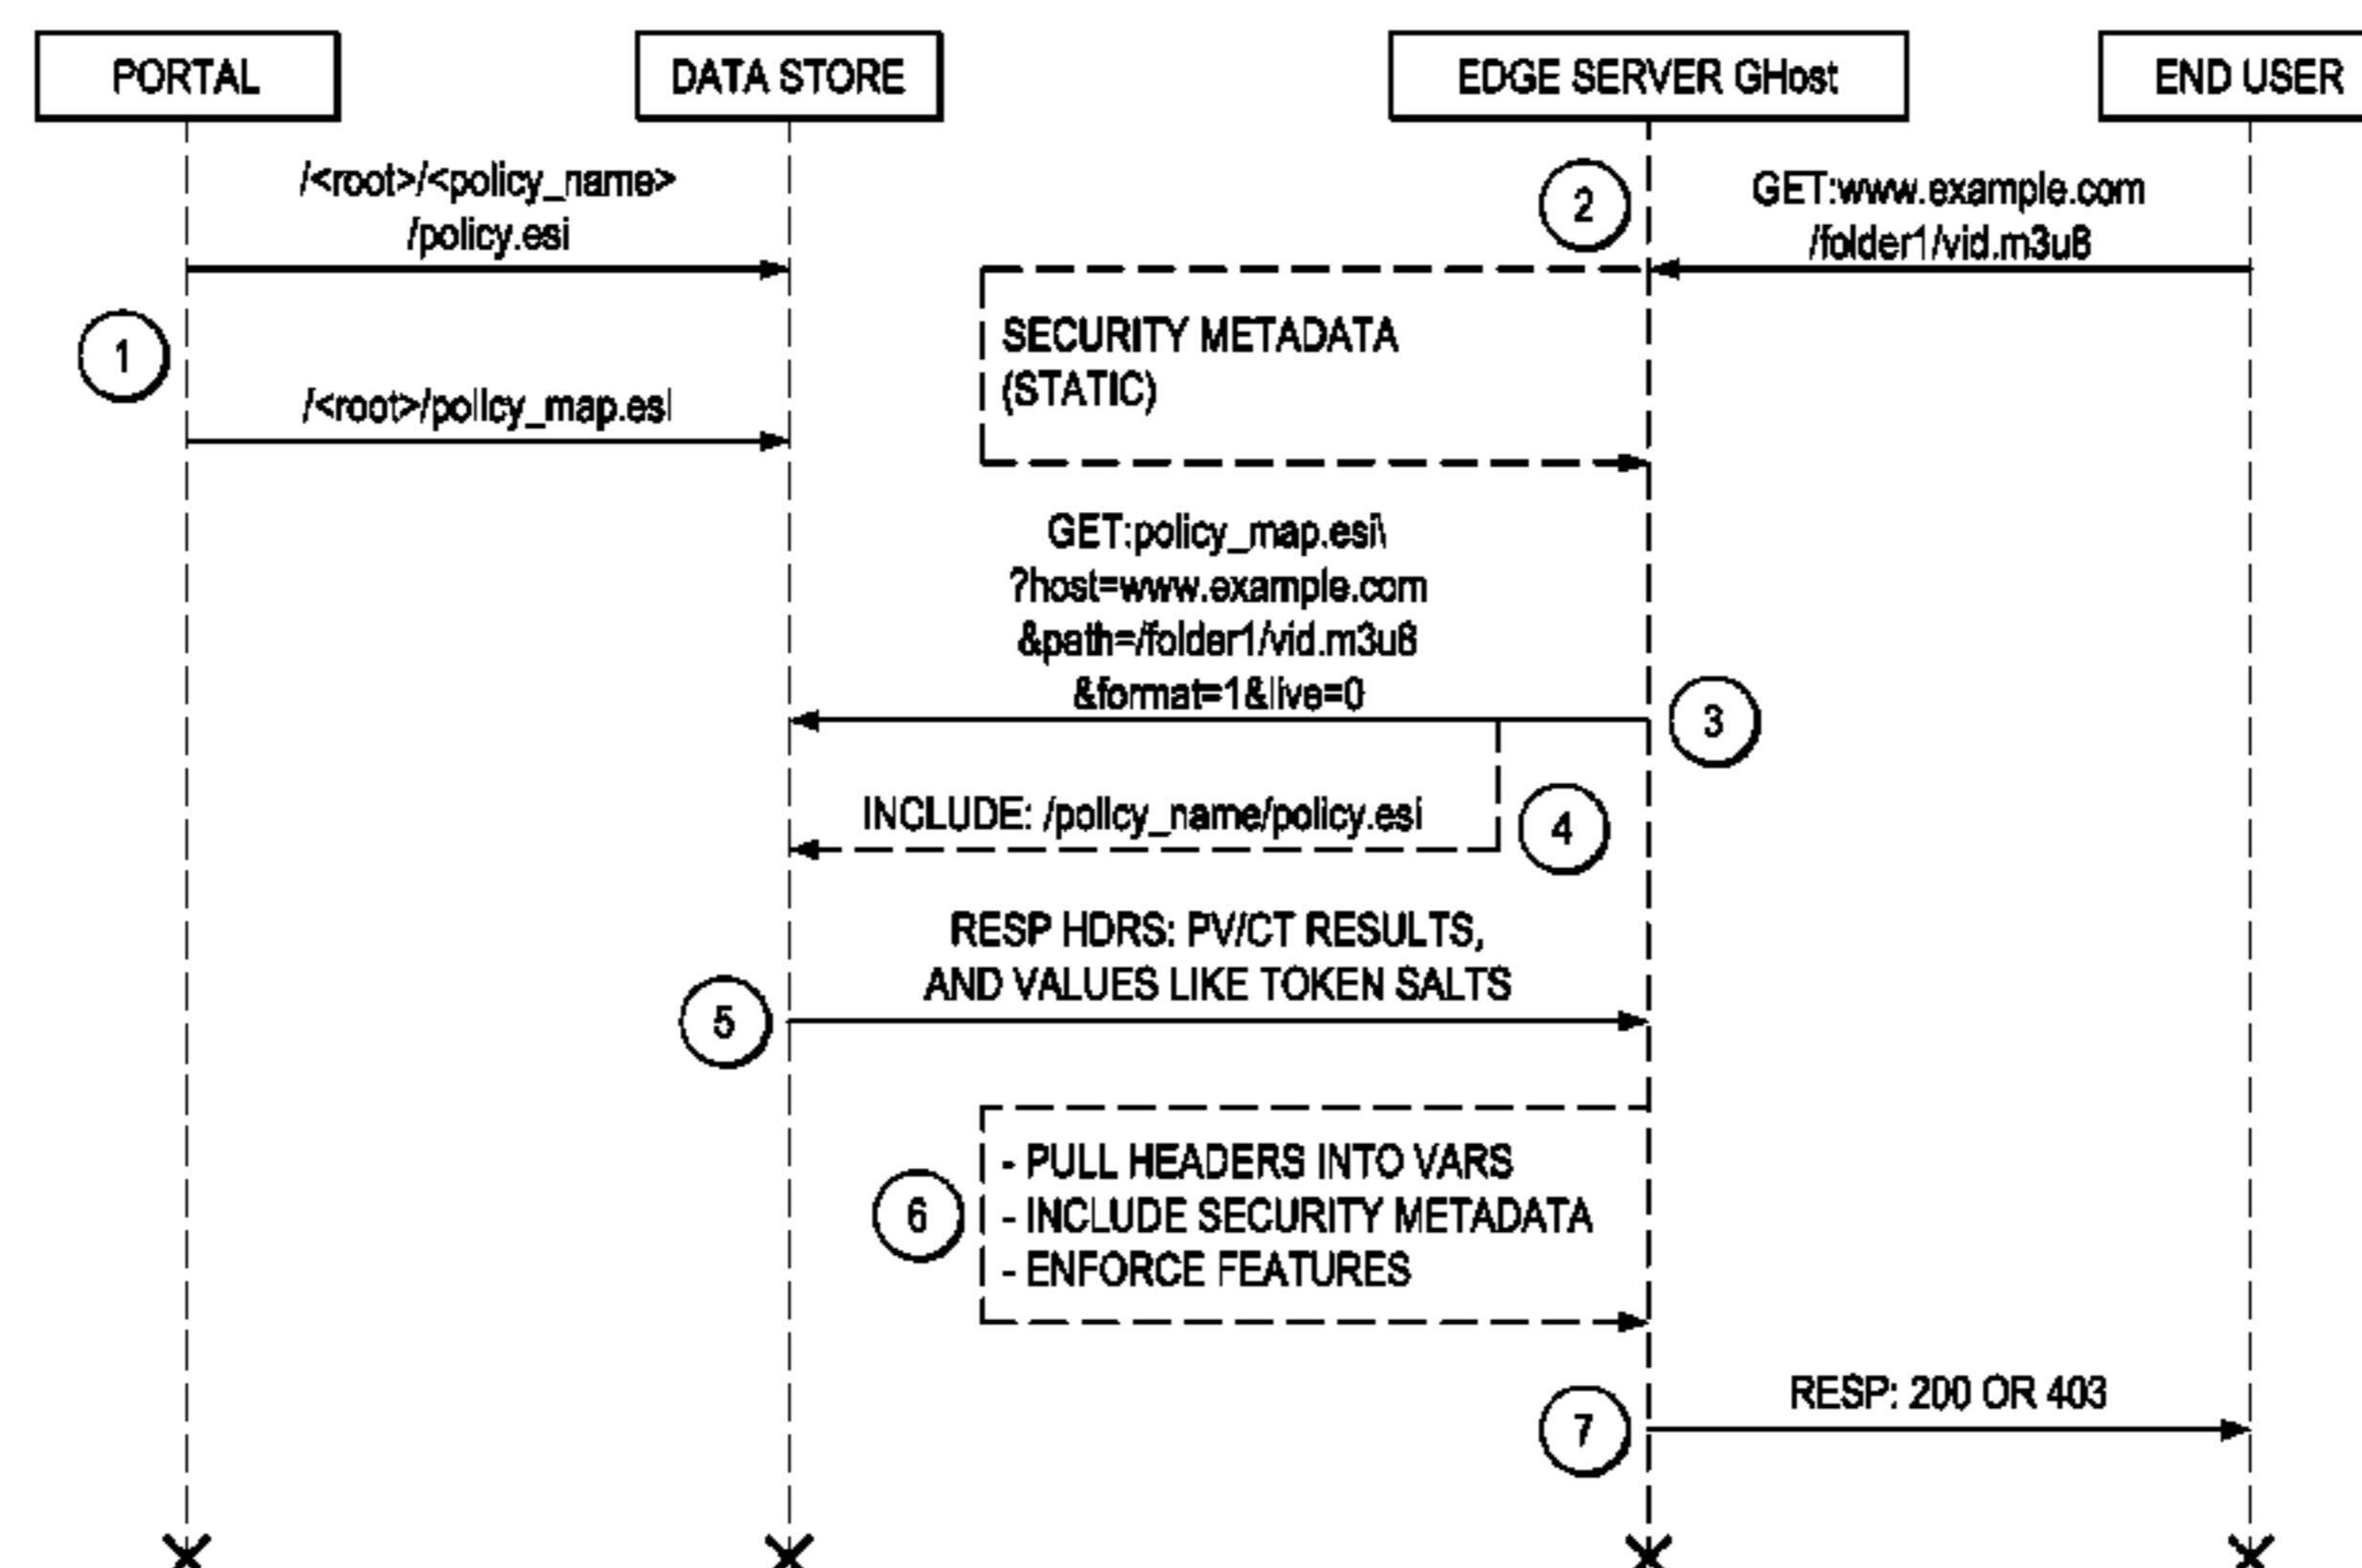 PORTAL
DATA STORE
EDGE SERVER GHost
END USER
/<root>/<policy_name>
/policy.esi
1
/<root>/policy_map.esi
2
GET:www.example.com
/folder1/vid.m3u8
SECURITY METADATA
(STATIC)
GET:policy_map.esi\
?host=www.example.com
&path=/folder1/vid.m3u8
&format=1&live=0
3
INCLUDE: /policy_name/policy.esi
4
RESP HDRS: PV/CT RESULTS,
AND VALUES LIKE TOKEN SALTS
5
6
- PULL HEADERS INTO VARS
- INCLUDE SECURITY METADATA
- ENFORCE FEATURES
7
RESP: 200 OR 403